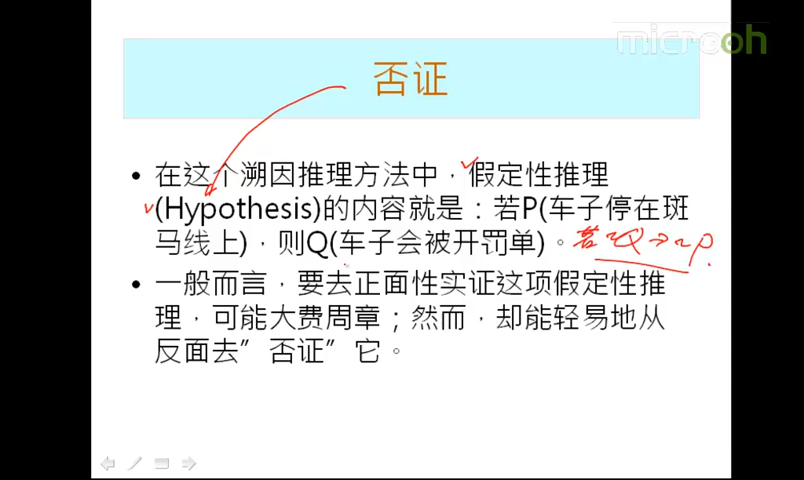 microoh
否证
• 在这个溯因推理方法中，假定性推理
(Hypothesis)的内容就是：若P(车子停在斑
马线上)，则Q(车子会被开罚单)。若~Q→~P.
• 一般而言，要去正面性实证这项假定性推
理，可能大费周章；然而，却能轻易地从
反面去”否证”它。